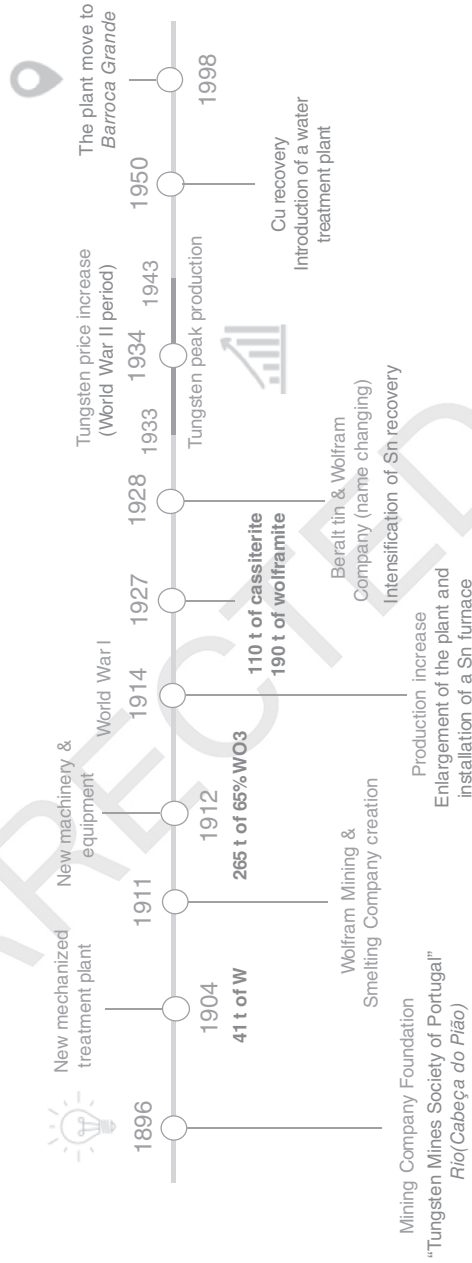 1896
Mining Company Foundation
“Tungsten Mines Society of Portugal”
Rio(Cabeça do Pião)
New mechanized
treatment plant
1904
41 t of W
1911
Wolfram Mining &
Smelting Company creation
New machinery &
equipment
1912
265 t of 65%WO3
World War I
1914
Production increase
Enlargement of the plant and
installation of a Sn furnace
1927
110 t of cassiterite
190 t of wolframite
1928
Beralt tin & Wolfram
Company (name changing)
Intensification of Sn recovery
Tungsten price increase
(World War II period)
1933 1934 1943
Tungsten peak production
1950
Cu recovery
Introduction of a water
treatment plant
The plant move to
Barroca Grande
1998
RECTED